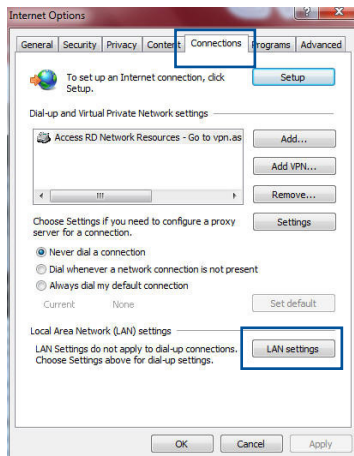 Internet Options
General Security Privacy Content Connections Programs Advanced
To set up an Internet connection, click Setup
Setup.
Dial-up and Virtual Private Network settings
Access RD Network Resources - Go to vpn.as Add...
Add VPN...
Remove...
Choose Settings if you need to configure a proxy Settings
server for a connection.
Never dial a connection
Dial whenever a network connection is not present
Always dial my default connection
Current None Set default
Local Area Network (LAN) settings
LAN Settings do not apply to dial-up connections. LAN settings
Choose Settings above for dial-up settings.
OK Cancel Apply